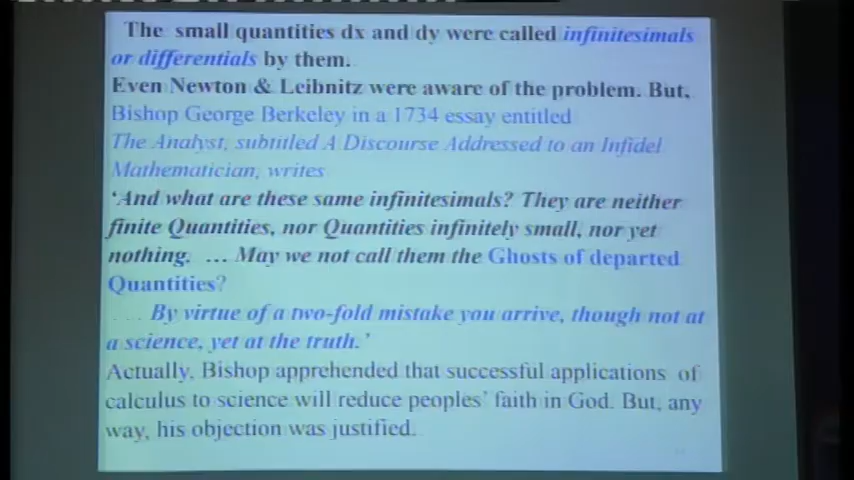 The small quantities dx and dy were called infinitesimals
or differentials by them.
Even Newton & Leibnitz were aware of the problem. But,
Bishop George Berkeley in a 1734 essay entitled
The Analyst, subtitled A Discourse Addressed to an Infidel
Mathematician, writes
‘And what are these same infinitesimals? They are neither
finite Quantities, nor Quantities infinitely small, nor yet
nothing. … May we not call them the Ghosts of departed
Quantities?
… By virtue of a two-fold mistake you arrive, though not at
a science, yet at the truth.’
Actually, Bishop apprehended that successful applications of
calculus to science will reduce peoples’ faith in God. But, any
way, his objection was justified.